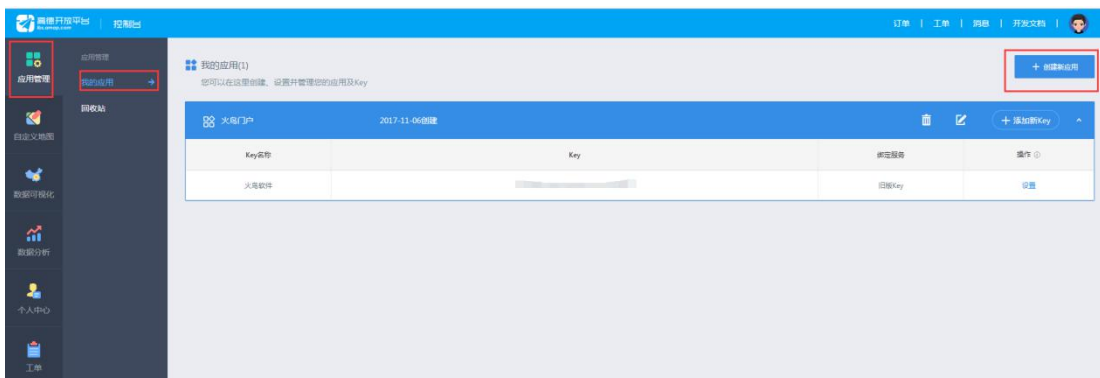 高德开放平台 | 控制台
订单 | 工单 | 消息 | 开发文档 |
应用管理
自定义地图
数据可视化
数据分析
个人中心
工单
应用管理
我的应用 →
回收站
我的应用(1)
您可以在这里创建、设置并管理您的应用及Key
+ 创建新应用
火鸟门户 2017-11-06创建 + 添加新Key
Key名称 Key 绑定服务 操作
火鸟软件 旧版Key 设置